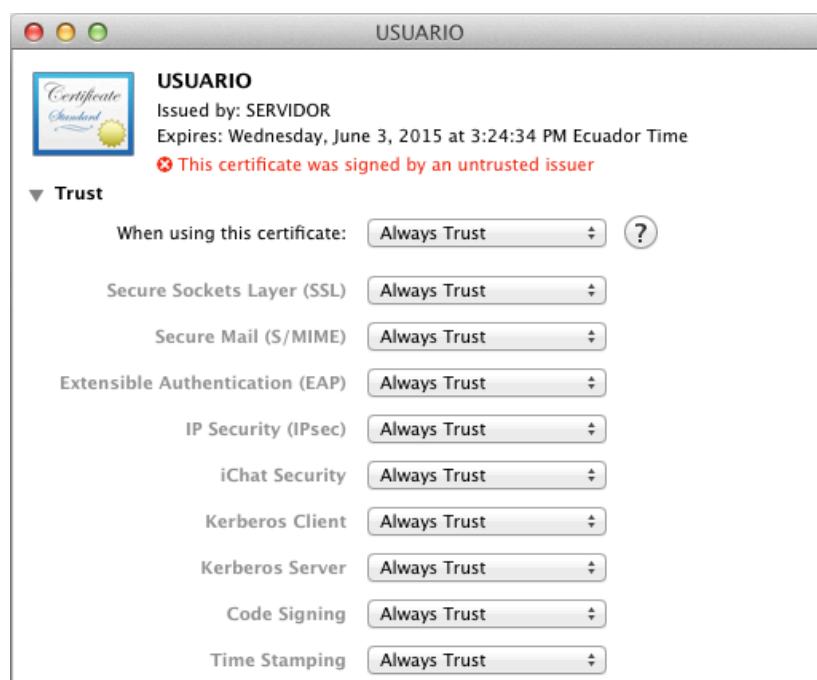 USUARIO
Certificate
Standard
USUARIO
Issued by: SERVIDOR
Expires: Wednesday, June 3, 2015 at 3:24:34 PM Ecuador Time
This certificate was signed by an untrusted issuer
Trust
When using this certificate: Always Trust ?
Secure Sockets Layer (SSL) Always Trust
Secure Mail (S/MIME) Always Trust
Extensible Authentication (EAP) Always Trust
IP Security (IPsec) Always Trust
iChat Security Always Trust
Kerberos Client Always Trust
Kerberos Server Always Trust
Code Signing Always Trust
Time Stamping Always Trust